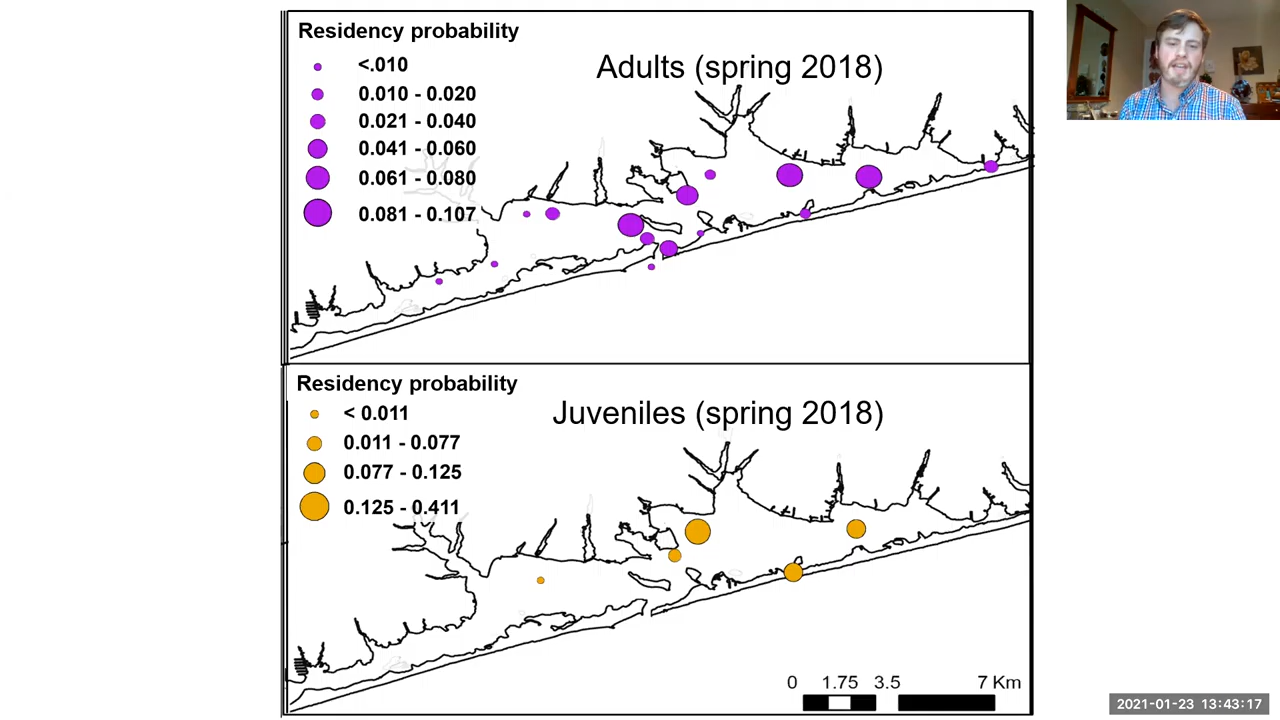 Residency probability
<.010
0.010 - 0.020
0.021 - 0.040
0.041 - 0.060
0.061 - 0.080
0.081 - 0.107
Adults (spring 2018)
Residency probability
< 0.011
0.011 - 0.077
0.077 - 0.125
0.125 - 0.411
Juveniles (spring 2018)
0 1.75 3.5 7 Km
2021-01-23 13:43:17